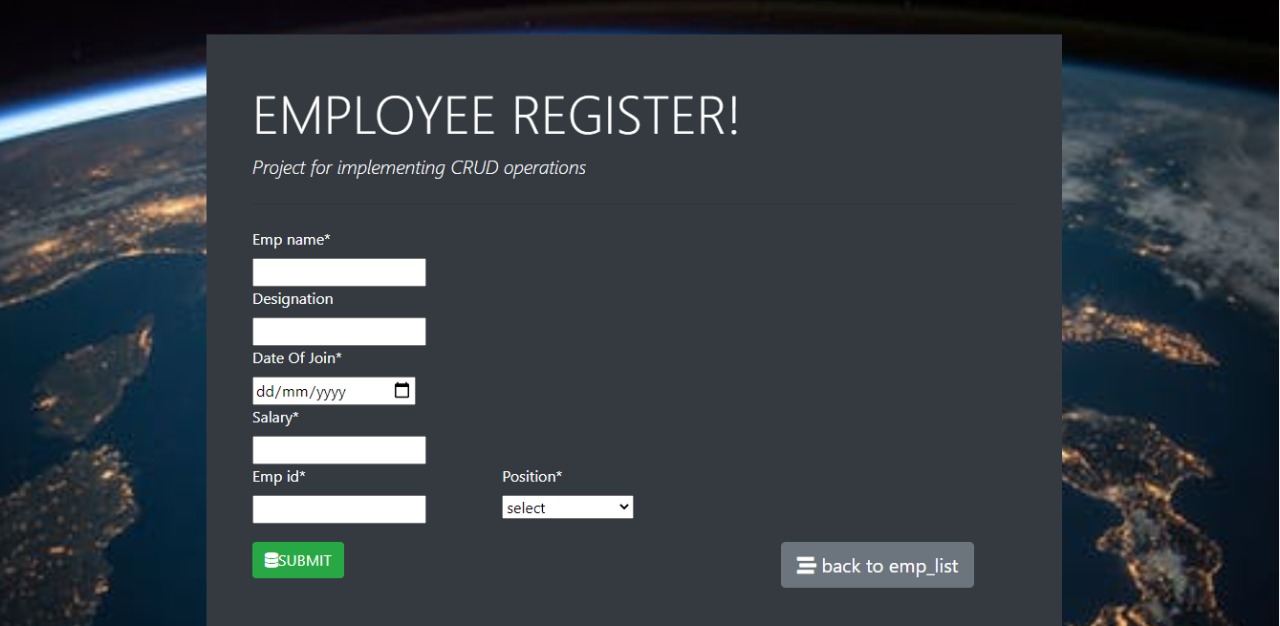 EMPLOYEE REGISTER!
Project for implementing CRUD operations
Emp name*
Designation
Date Of Join*
dd/mm/yyyy
Salary*
Emp id* Position*
select
SUBMIT back to emp_list